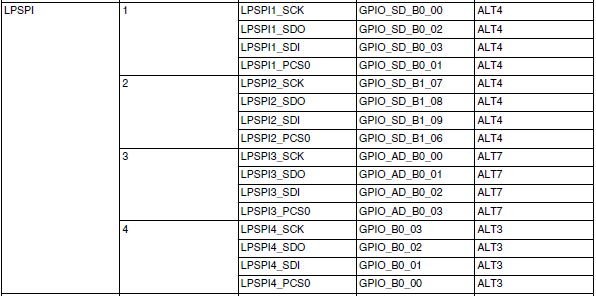 LPSPI 1 LPSPI1_SCK GPIO_SD_B0_00 ALT4
LPSPI1_SDO GPIO_SD_B0_02 ALT4
LPSPI1_SDI GPIO_SD_B0_03 ALT4
LPSPI1_PCS0 GPIO_SD_B0_01 ALT4
2 LPSPI2_SCK GPIO_SD_B1_07 ALT4
LPSPI2_SDO GPIO_SD_B1_08 ALT4
LPSPI2_SDI GPIO_SD_B1_09 ALT4
LPSPI2_PCS0 GPIO_SD_B1_06 ALT4
3 LPSPI3_SCK GPIO_AD_B0_00 ALT7
LPSPI3_SDO GPIO_AD_B0_01 ALT7
LPSPI3_SDI GPIO_AD_B0_02 ALT7
LPSPI3_PCS0 GPIO_AD_B0_03 ALT7
4 LPSPI4_SCK GPIO_B0_03 ALT3
LPSPI4_SDO GPIO_B0_02 ALT3
LPSPI4_SDI GPIO_B0_01 ALT3
LPSPI4_PCS0 GPIO_B0_00 ALT3